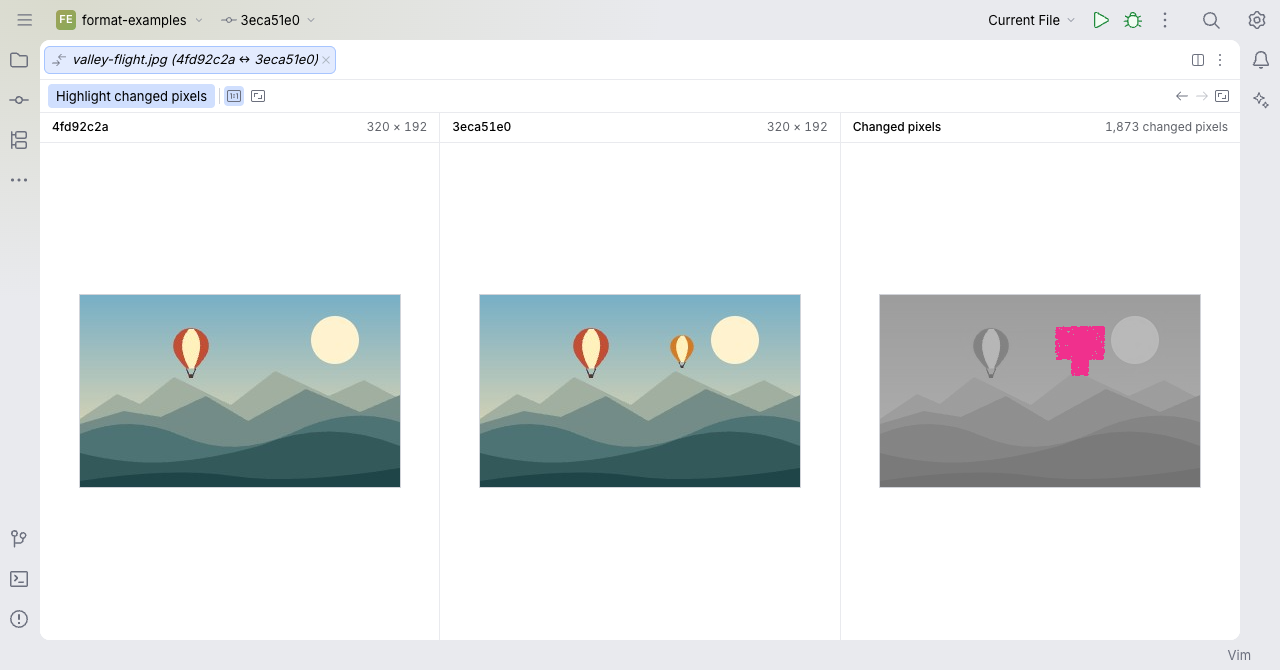 FE format-examples 3eca51e0 Current File
valley-flight.jpg (4fd92c2a ↔ 3eca51e0)
Highlight changed pixels 1:1
4fd92c2a 320 × 192 3eca51e0 320 × 192 Changed pixels 1,873 changed pixels
Vim